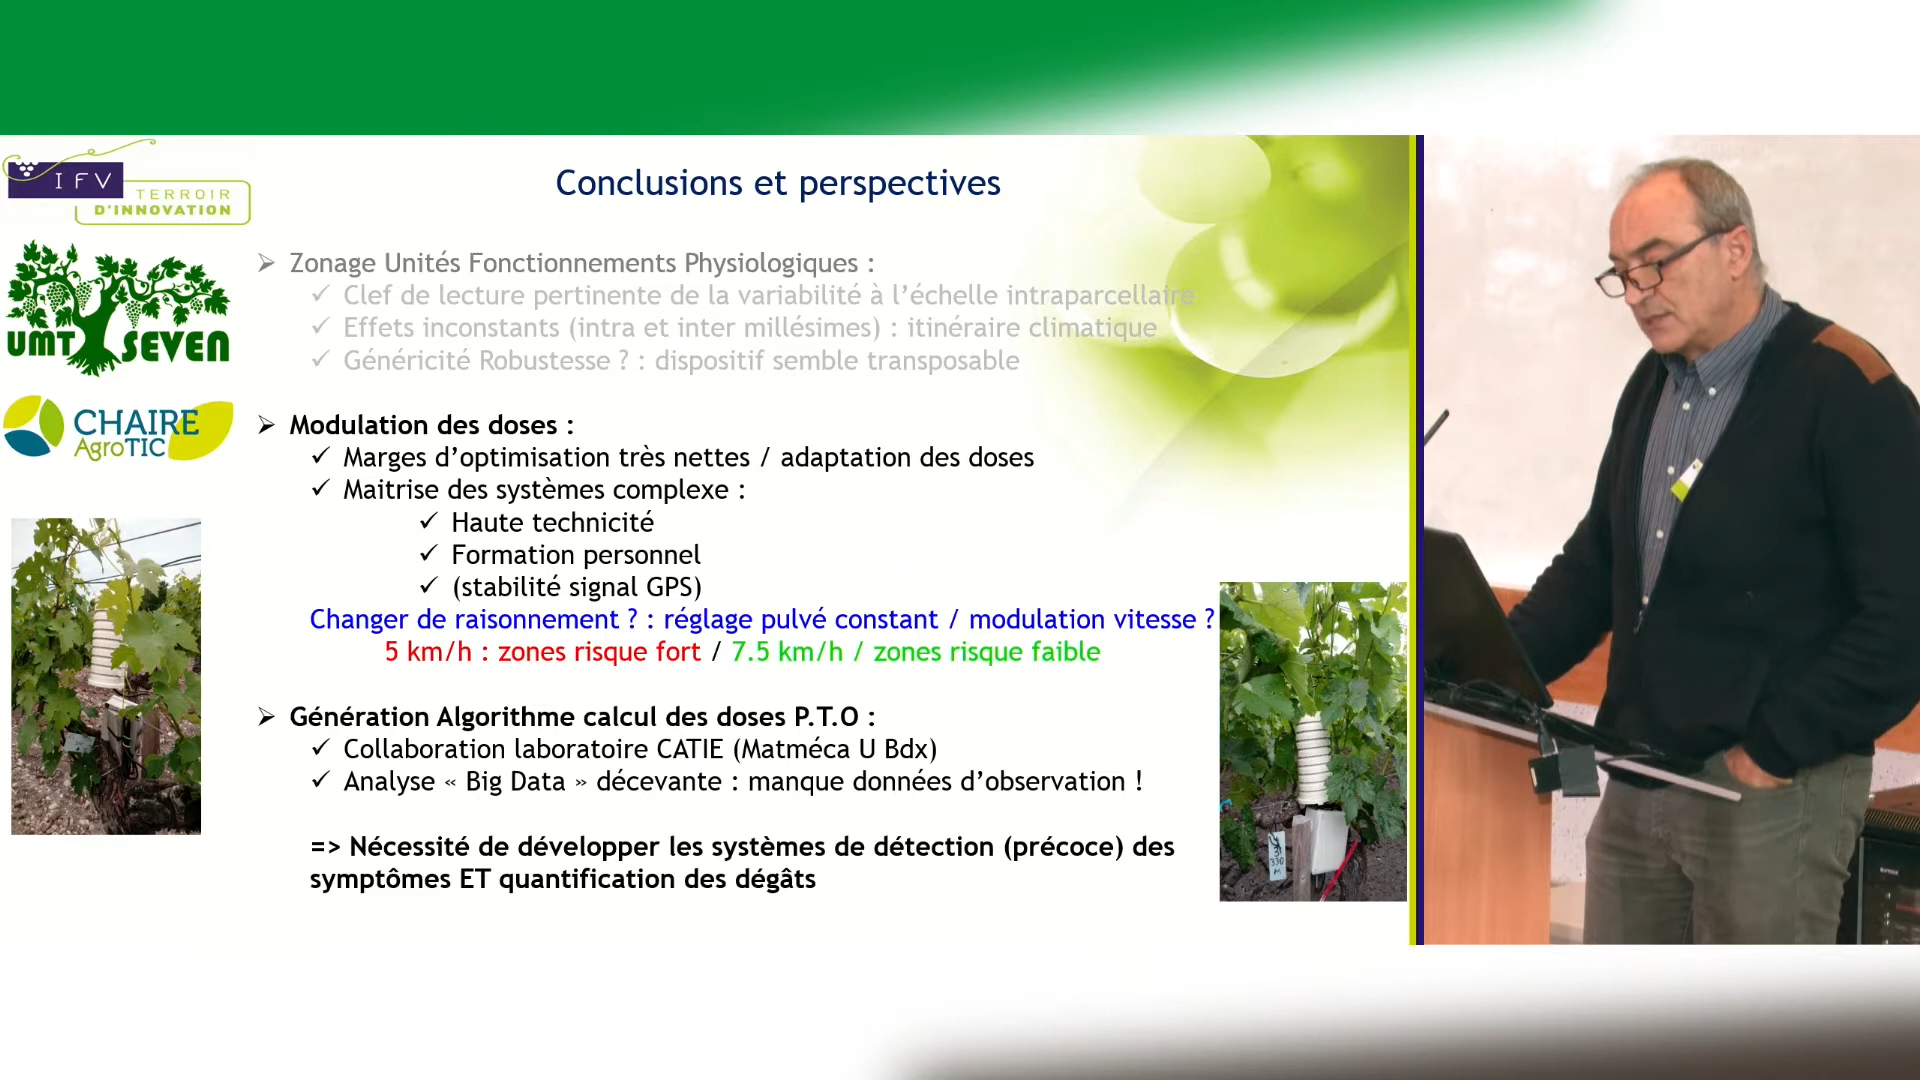 IFV
TERROIR
D'INNOVATION
UMT SEVEN
CHAIRE
AgroTIC
Conclusions et perspectives
Zonage Unités Fonctionnements Physiologiques :
Clef de lecture pertinente de la variabilité à l'échelle intraparcellaire
Effets inconstants (intra et inter millésimes) : itinéraire climatique
Généricité Robustesse ? : dispositif semble transposable
Modulation des doses :
Marges d'optimisation très nettes / adaptation des doses
Maitrise des systèmes complexe :
Haute technicité
Formation personnel
(stabilité signal GPS)
Changer de raisonnement ? : réglage pulvé constant / modulation vitesse ?
5 km/h : zones risque fort / 7.5 km/h / zones risque faible
Génération Algorithme calcul des doses P.T.O :
Collaboration laboratoire CATIE (Matméca U Bdx)
Analyse « Big Data » décevante : manque données d'observation !
=> Nécessité de développer les systèmes de détection (précoce) des
symptômes ET quantification des dégâts